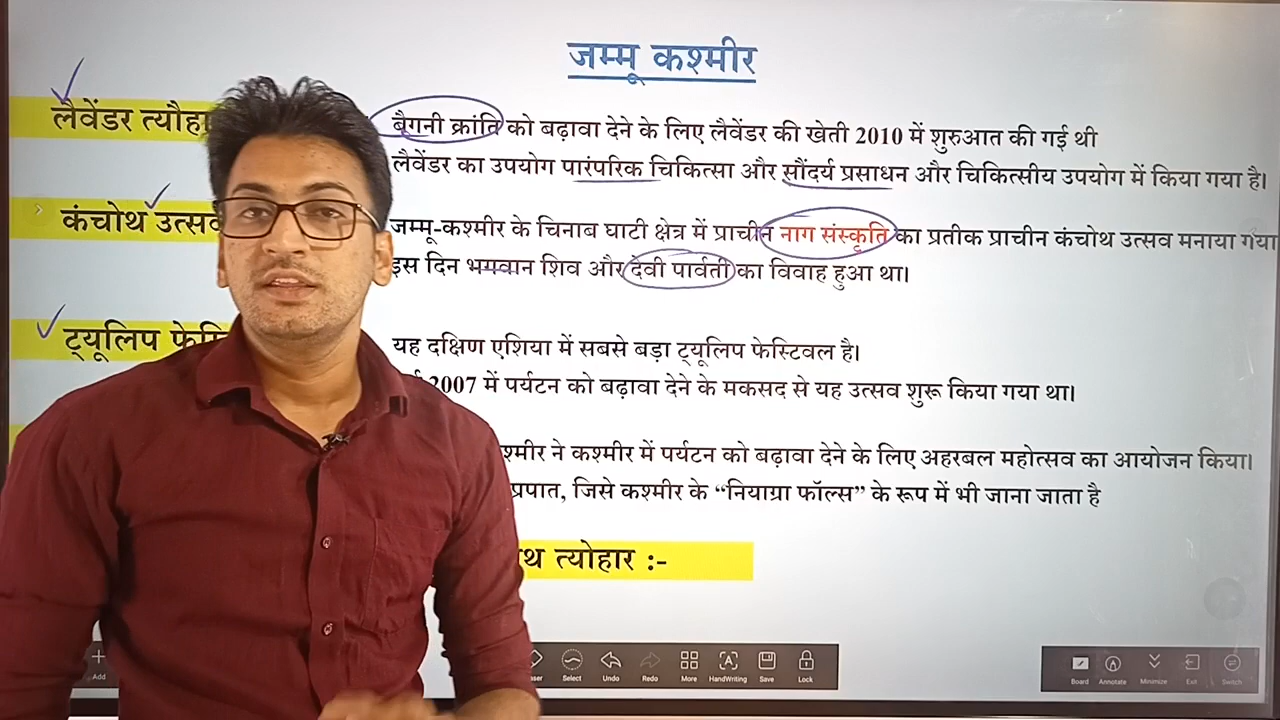 जम्मू कश्मीर
लैवेंडर त्यौहा
बैगनी क्रांति को बढ़ावा देने के लिए लैवेंडर की खेती 2010 में शुरुआत की गई थी
लैवेंडर का उपयोग पारंपरिक चिकित्सा और सौंदर्य प्रसाधन और चिकित्सीय उपयोग में किया गया है।
कंचोथ उत्सव
जम्मू-कश्मीर के चिनाब घाटी क्षेत्र में प्राचीन नाग संस्कृति का प्रतीक प्राचीन कंचोथ उत्सव मनाया गया
इस दिन भगवान शिव और देवी पार्वती का विवाह हुआ था।
ट्यूलिप
यह दक्षिण एशिया में सबसे बड़ा ट्यूलिप फेस्टिवल है।
2007 में पर्यटन को बढ़ावा देने के मकसद से यह उत्सव शुरू किया गया था।
श्मीर ने कश्मीर में पर्यटन को बढ़ावा देने के लिए अहरबल महोत्सव का आयोजन किया।
प्रपात, जिसे कश्मीर के “नियाग्रा फॉल्स” के रूप में भी जाना जाता है
त्योहार :-
Add
Select Undo Redo More HandWriting Save Lock
Board Annotate Minimize Exit Switch